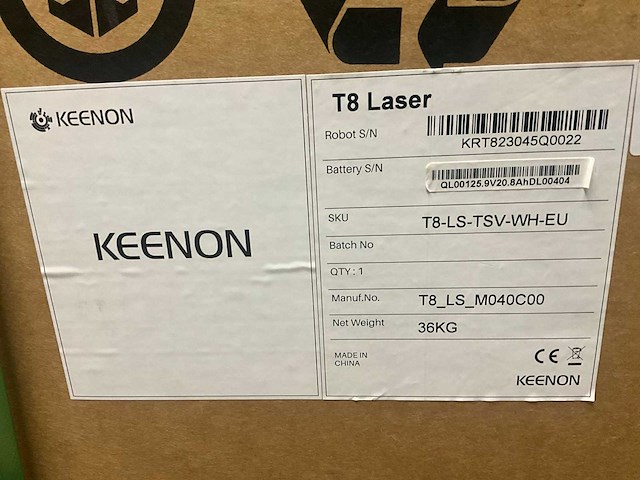 KEENON
KEENON
T8 Laser
Robot S/N
KRT823045Q0022
Battery S/N
QL00125.9V20.8AhDL00404
SKU T8-LS-TSV-WH-EU
Batch No
QTY : 1
Manuf.No. T8_LS_M040C00
Net Weight 36KG
MADE IN
CHINA
CE
KEENON